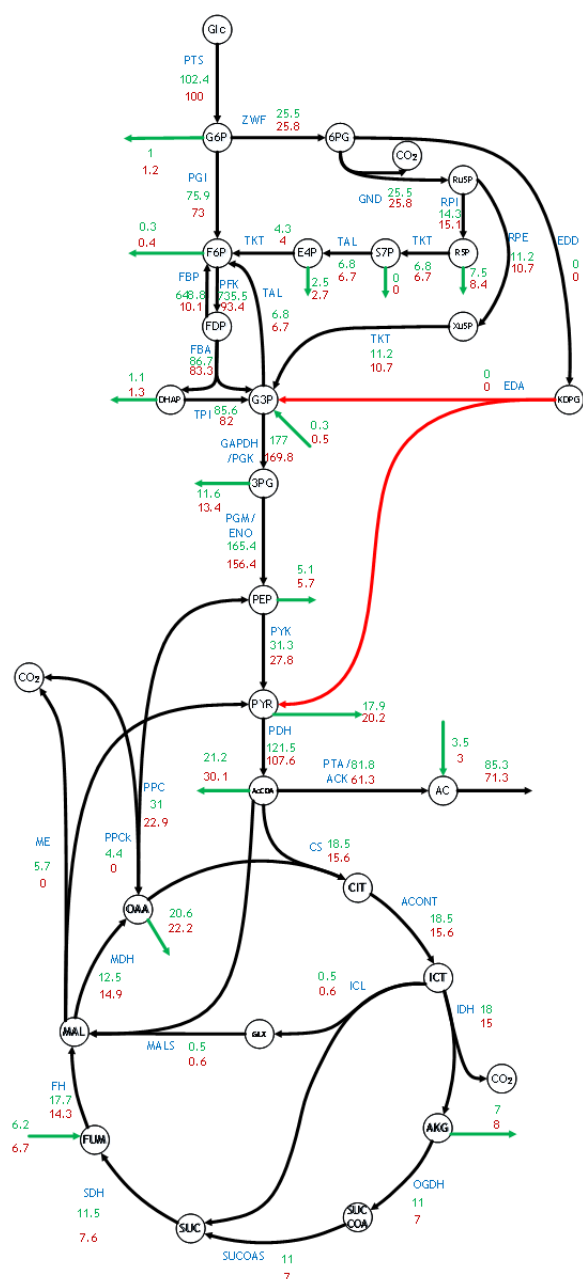 Glc
PTS
102.4
100
ZWF 25.5
25.8
G6P
6PG
CO2
1
1.2
PGI
75.9
73
GND 25.5
25.8
Ru5P
RPI
14.3
15.1
RPE
11.2
10.7
EDD
0
0
0.3
0.4
F6P
TKT 4.3
4
E4P
TAL
6.8
6.7
S7P
TKT
6.8
6.7
R5P
2.5
2.7
0
0
7.5
8.4
FBP
10.1
PFK
93.4
TAL
6.8
6.7
FDP
Xu5P
TKT
11.2
10.7
FBA
86.7
83.3
1.1
1.3
DHAP
TPI 85.6
82
G3P
0
0
EDA
KDPG
0.3
0.5
GAPDH
/PGK
177
169.8
3PG
11.6
13.4
PGM/
ENO
165.4
156.4
PEP
5.1
5.7
PYK
31.3
27.8
CO2
PYR
17.9
20.2
PDH
121.5
107.6
21.2
30.1
AcCOA
PTA/
ACK
81.8
61.3
3.5
3
AC
85.3
71.3
PPC
31
22.9
ME
5.7
0
PPCk
4.4
0
CS 18.5
15.6
CIT
OAA
20.6
22.2
ACONT
18.5
15.6
MDH
12.5
14.9
ICT
0.5
0.6
ICL
IDH 18
15
MAL
MALS 0.5
0.6
GLX
CO2
FH
17.7
14.3
6.2
6.7
FUM
AKG
7
8
SDH
11.5
7.6
OGDH
11
7
SUC
SUC
COA
SUCOAS 11
7